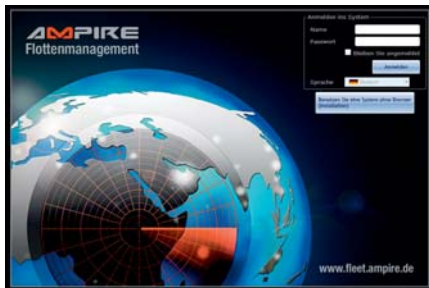 AMPIRE
Flottenmanagement
Anmelden ins System
Name
Passwort
Bleiben Sie angemeldet
Anmelden
Sprache
Benutzen Sie eine System ohne Browser
(Installation)
www.fleet.ampire.de